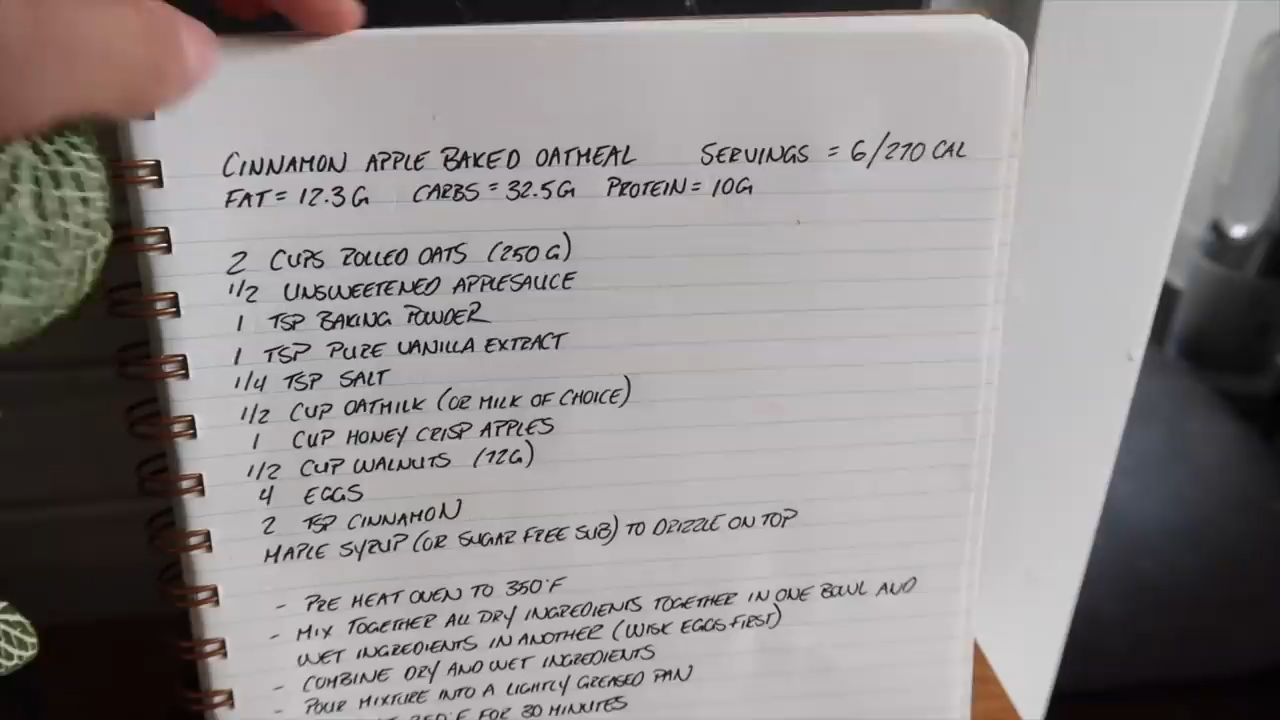 CINNAMON APPLE BAKED OATMEAL SERVINGS = 6/270 CAL
FAT = 12.3G CARBS = 32.5G PROTEIN = 10G
2 CUPS ROLLED OATS (250G)
1/2 UNSWEETENED APPLESAUCE
1 TSP BAKING POWDER
1 TSP PURE VANILLA EXTRACT
1/4 TSP SALT
1/2 CUP OATMILK (OR MILK OF CHOICE)
1 CUP HONEY CRISP APPLES
1/2 CUP WALNUTS (72G)
4 EGGS
2 TSP CINNAMON
MAPLE SYRUP (OR SUGAR FREE SUB) TO DRIZZLE ON TOP
- PRE HEAT OVEN TO 350°F
- MIX TOGETHER ALL DRY INGREDIENTS TOGETHER IN ONE BOWL AND
WET INGREDIENTS IN ANOTHER (WISK EGGS FIRST)
- COMBINE DRY AND WET INGREDIENTS
- POUR MIXTURE INTO A LIGHTLY GREASED PAN
350°F FOR 30 MINUTES